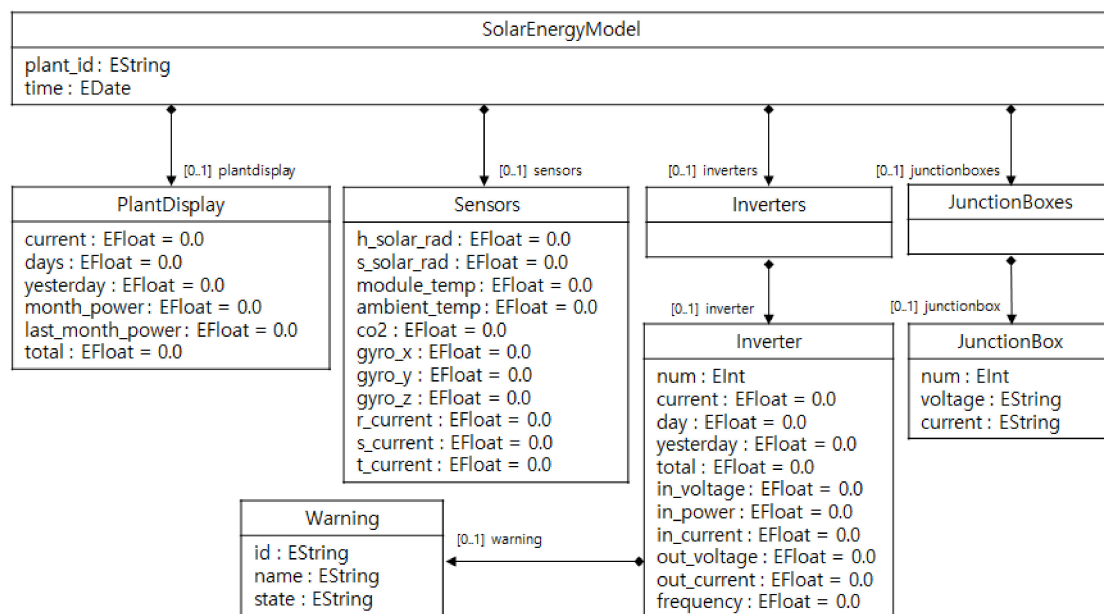 SolarEnergyModel
plant_id : EString
time : EDate
[0..1] plantdisplay
[0..1] sensors
[0..1] inverters
[0..1] junctionboxes
PlantDisplay
current : EFloat = 0.0
days : EFloat = 0.0
yesterday : EFloat = 0.0
month_power : EFloat = 0.0
last_month_power : EFloat = 0.0
total : EFloat = 0.0
Sensors
h_solar_rad : EFloat = 0.0
s_solar_rad : EFloat = 0.0
module_temp : EFloat = 0.0
ambient_temp : EFloat = 0.0
co2 : EFloat = 0.0
gyro_x : EFloat = 0.0
gyro_y : EFloat = 0.0
gyro_z : EFloat = 0.0
r_current : EFloat = 0.0
s_current : EFloat = 0.0
t_current : EFloat = 0.0
Inverters
JunctionBoxes
[0..1] inverter
[0..1] junctionbox
Inverter
num : EInt
current : EFloat = 0.0
day : EFloat = 0.0
yesterday : EFloat = 0.0
total : EFloat = 0.0
in_voltage : EFloat = 0.0
in_power : EFloat = 0.0
in_current : EFloat = 0.0
out_voltage : EFloat = 0.0
out_current : EFloat = 0.0
frequency : EFloat = 0.0
JunctionBox
num : EInt
voltage : EString
current : EString
[0..1] warning
Warning
id : EString
name : EString
state : EString